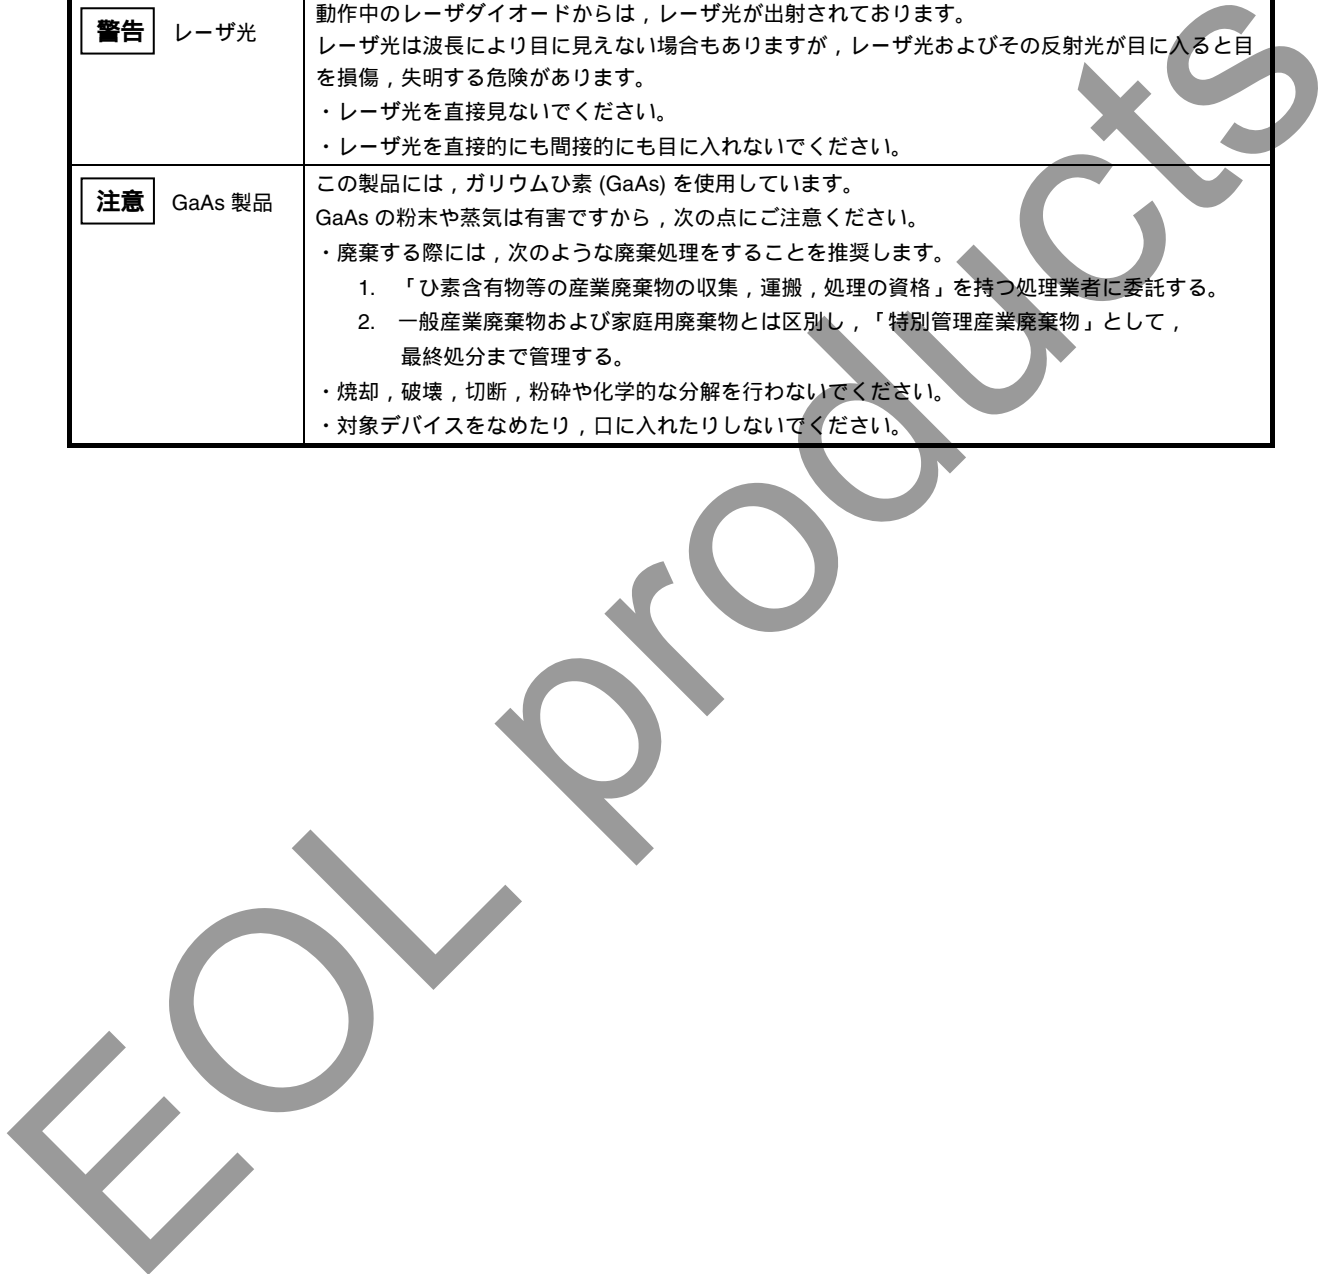 警告 レーザ光
動作中のレーザダイオードからは，レーザ光が出射されております。
レーザ光は波長により目に見えない場合もありますが，レーザ光およびその反射光が目に入ると目
を損傷，失明する危険があります。
・レーザ光を直接見ないでください。
・レーザ光を直接的にも間接的にも目に入れないでください。
注意 GaAs 製品
この製品には，ガリウムひ素 (GaAs) を使用しています。
GaAs の粉末や蒸気は有害ですから，次の点にご注意ください。
・廃棄する際には，次のような廃棄処理をすることを推奨します。
1. 「ひ素含有物等の産業廃棄物の収集，運搬，処理の資格」を持つ処理業者に委託する。
2. 一般産業廃棄物および家庭用廃棄物とは区別し，「特別管理産業廃棄物」として，
最終処分まで管理する。
・焼却，破壊，切断，粉砕や化学的な分解を行わないでください。
・対象デバイスをなめたり，口に入れたりしないでください。
EOL products